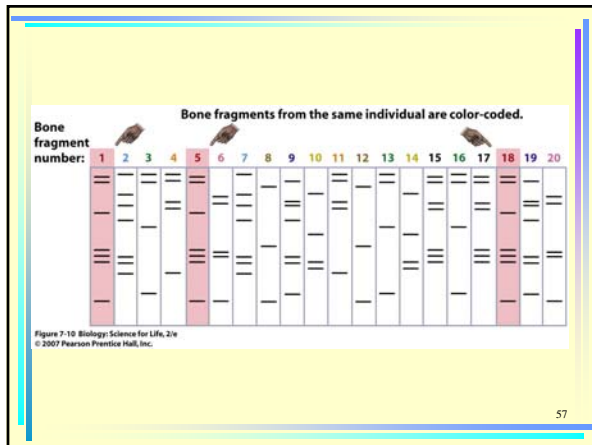 Bone fragments from the same individual are color-coded.
Bone
fragment
number: 1 2 3 4 5 6 7 8 9 10 11 12 13 14 15 16 17 18 19 20
Figure 7-10 Biology: Science for Life, 2/e
© 2007 Pearson Prentice Hall, Inc.
57